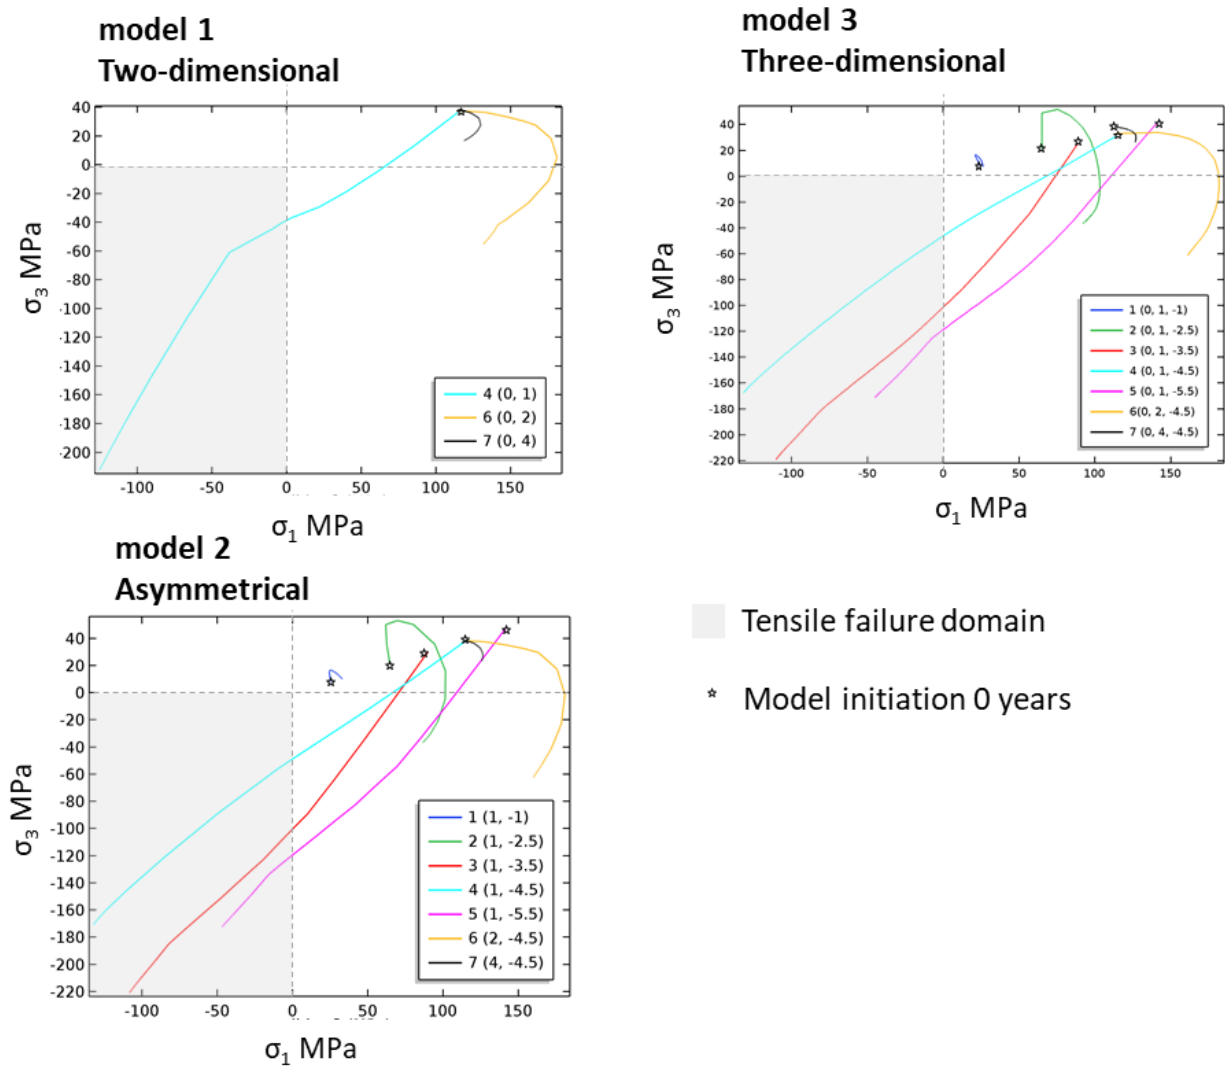 model 1
Two-dimensional
40
20
0
-20
-40
-60
-80
-100
-120
-140
-160
-180
-200
σ3 MPa
-100 -50 0 50 100 150
σ1 MPa
4 (0, 1)
6 (0, 2)
7 (0, 4)
model 3
Three-dimensional
40
20
0
-20
-40
-60
-80
-100
-120
-140
-160
-180
-200
-220
σ3 MPa
-100 -50 0 50 100 150
σ1 MPa
1 (0, 1, -1)
2 (0, 1, -2.5)
3 (0, 1, -3.5)
4 (0, 1, -4.5)
5 (0, 1, -5.5)
6(0, 2, -4.5)
7 (0, 4, -4.5)
model 2
Asymmetrical
40
20
0
-20
-40
-60
-80
-100
-120
-140
-160
-180
-200
-220
σ3 MPa
-100 -50 0 50 100 150
σ1 MPa
1 (1, -1)
2 (1, -2.5)
3 (1, -3.5)
4 (1, -4.5)
5 (1, -5.5)
6 (2, -4.5)
7 (4, -4.5)
Tensile failure domain
Model initiation 0 years